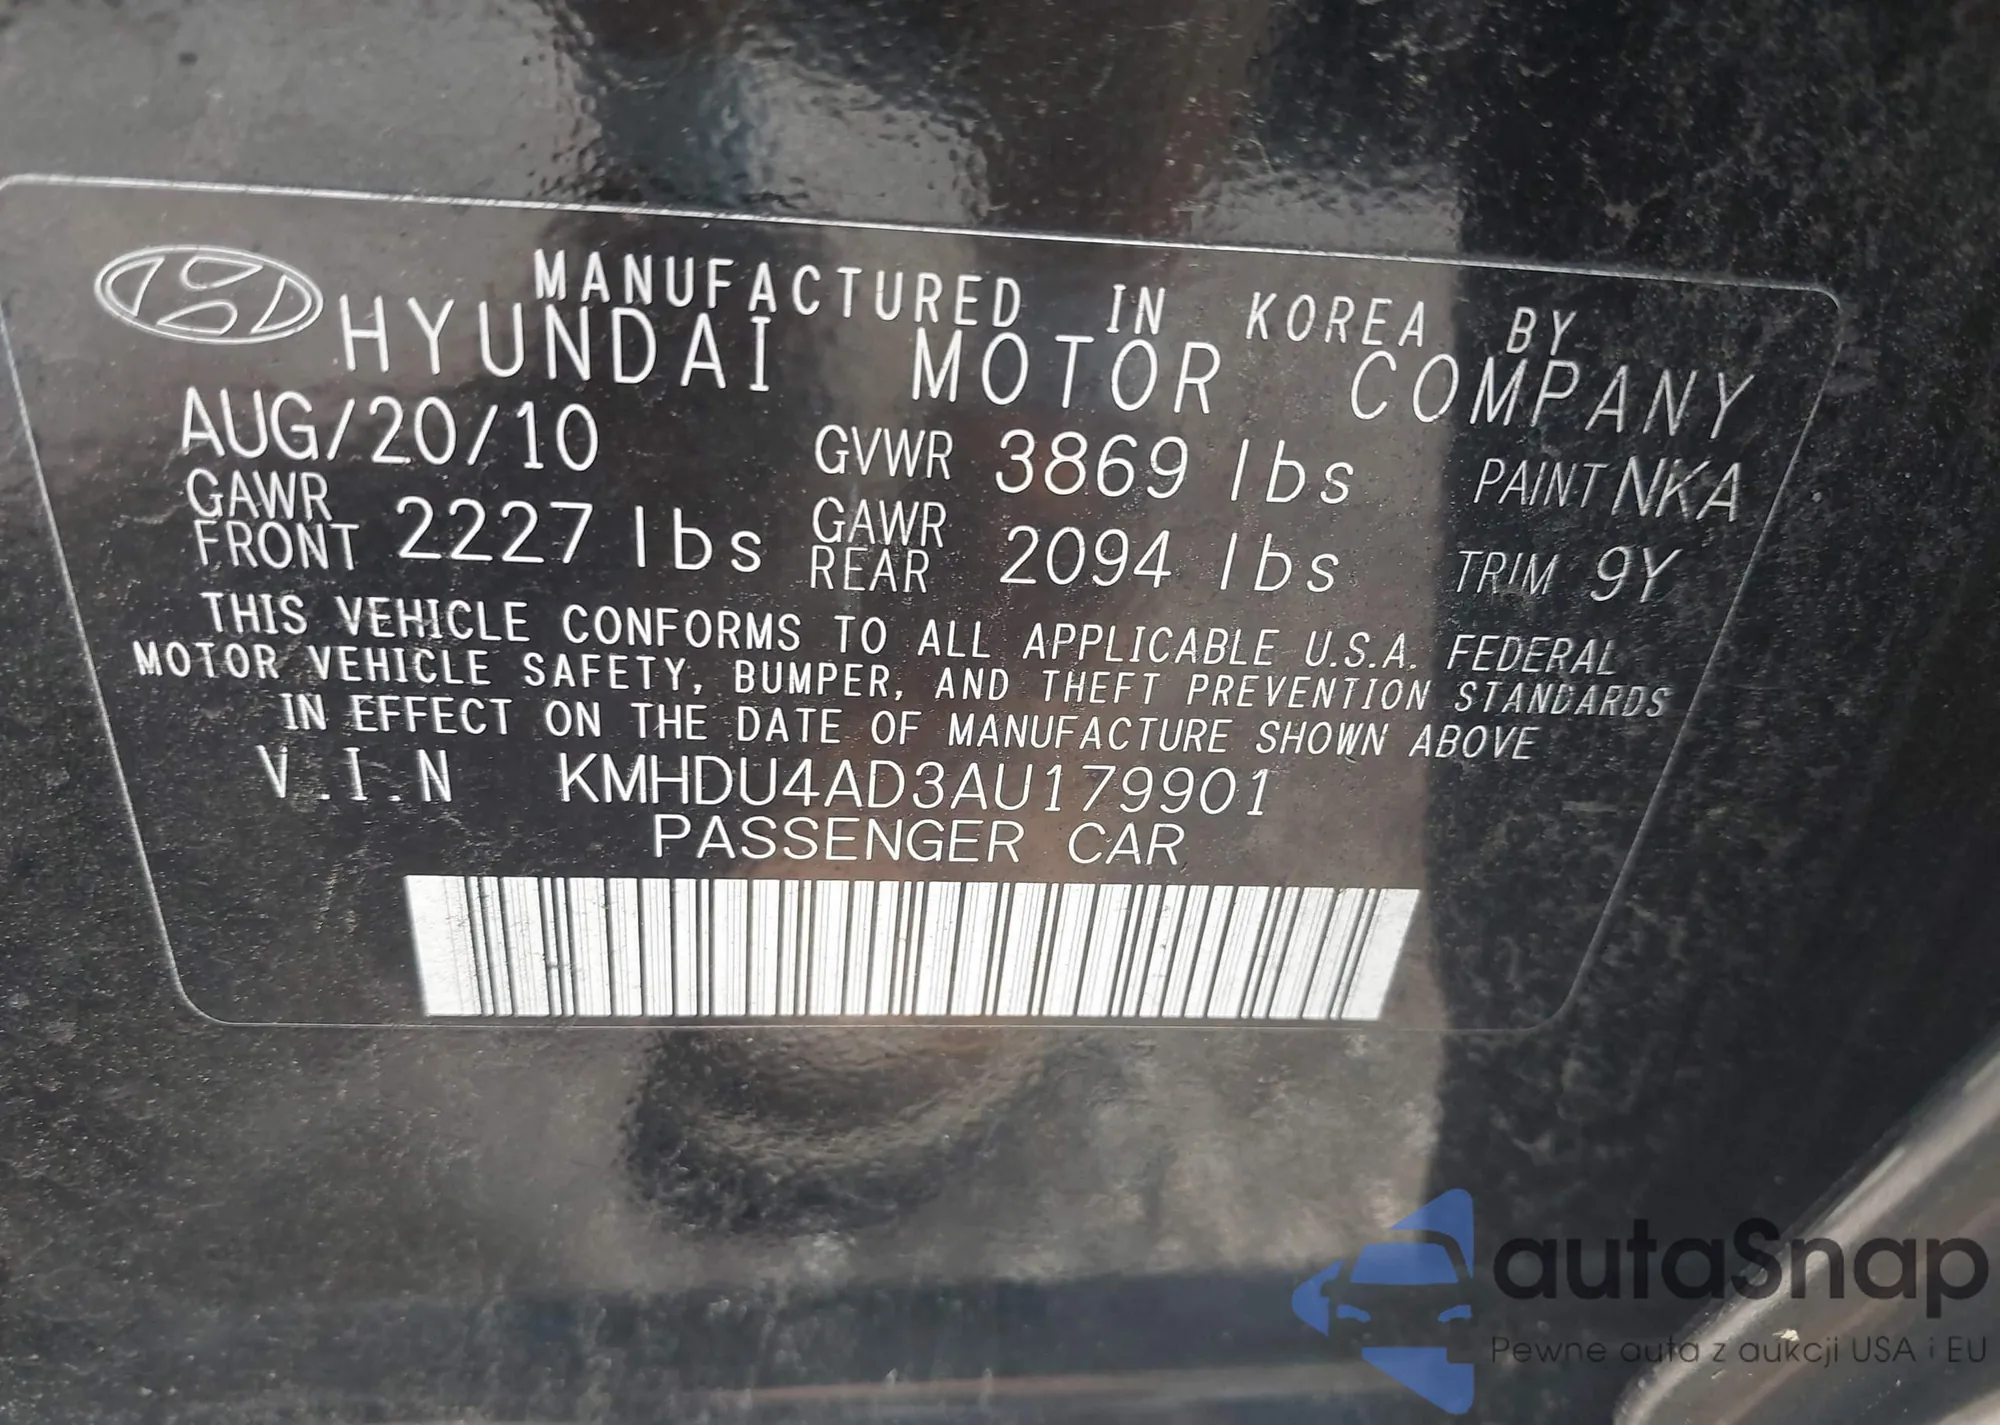 MANUFACTURED IN KOREA BY
HYUNDAI MOTOR COMPANY
AUG/20/10 GVWR 3869 lbs PAINT NKA
GAWR FRONT 2227 lbs GAWR REAR 2094 lbs TRIM 9Y
THIS VEHICLE CONFORMS TO ALL APPLICABLE U.S.A. FEDERAL
MOTOR VEHICLE SAFETY, BUMPER, AND THEFT PREVENTION STANDARDS
IN EFFECT ON THE DATE OF MANUFACTURE SHOWN ABOVE
V.I.N KMHDU4AD3AU179901
PASSENGER CAR
autaSnap
Pewne auta z aukcji USA i EU